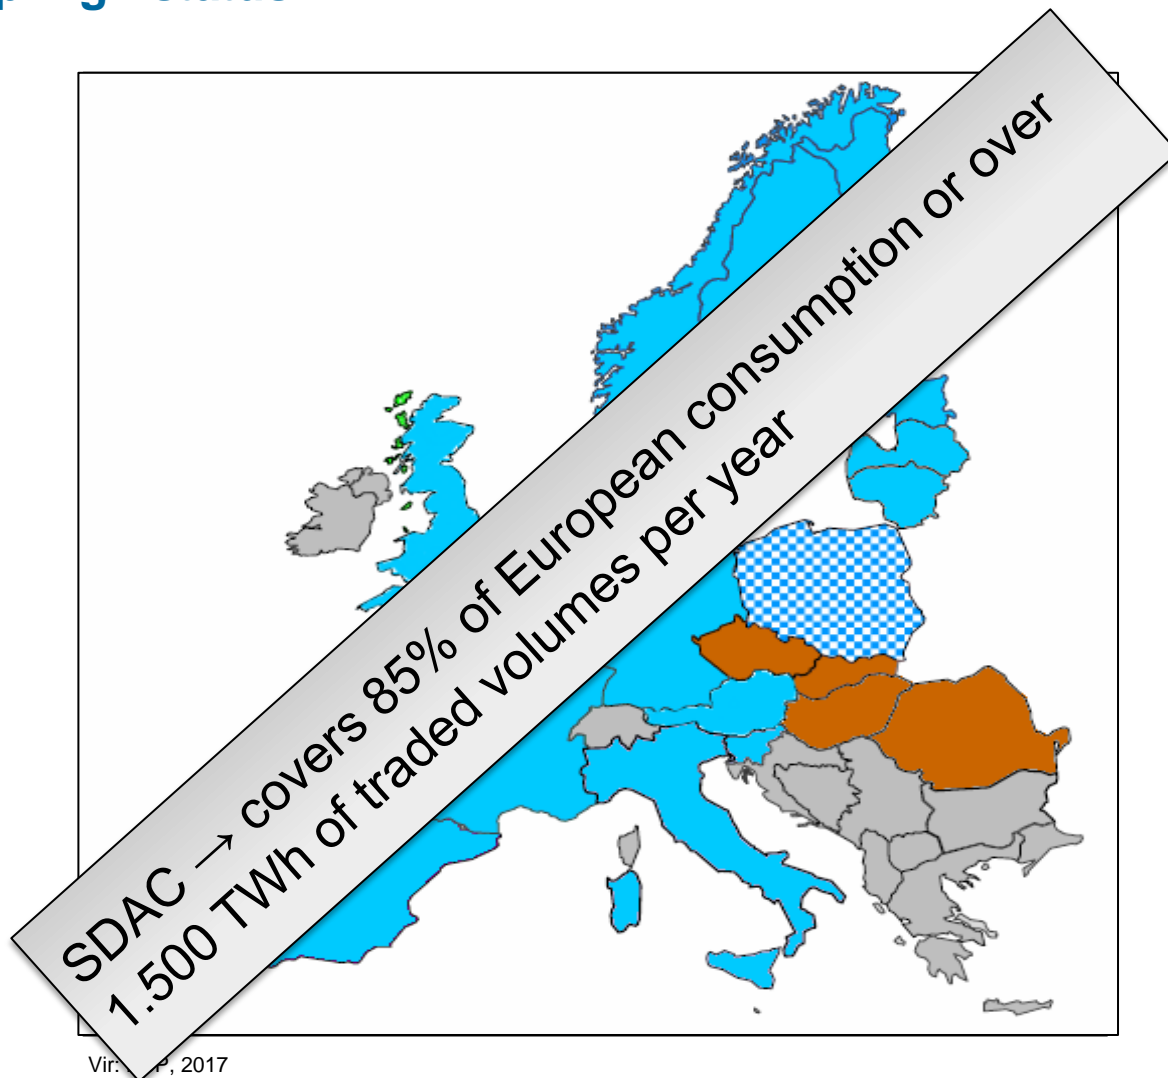 SDAC → covers 85% of European consumption or over
1.500 TWh of traded volumes per year
Vir: P, 2017